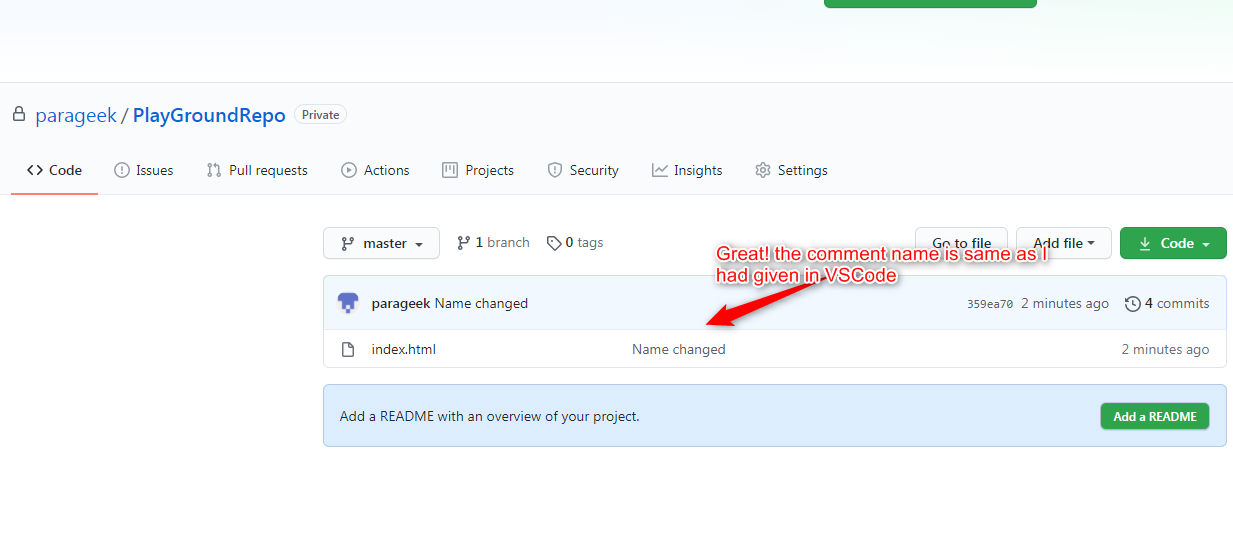 parageek / PlayGroundRepo Private
Code Issues Pull requests Actions Projects Security Insights Settings
master 1 branch 0 tags Go to file Add file Code
Great! the comment name is same as I
had given in VSCode
parageek Name changed 359ea70 2 minutes ago 4 commits
index.html Name changed 2 minutes ago
Add a README with an overview of your project. Add a README